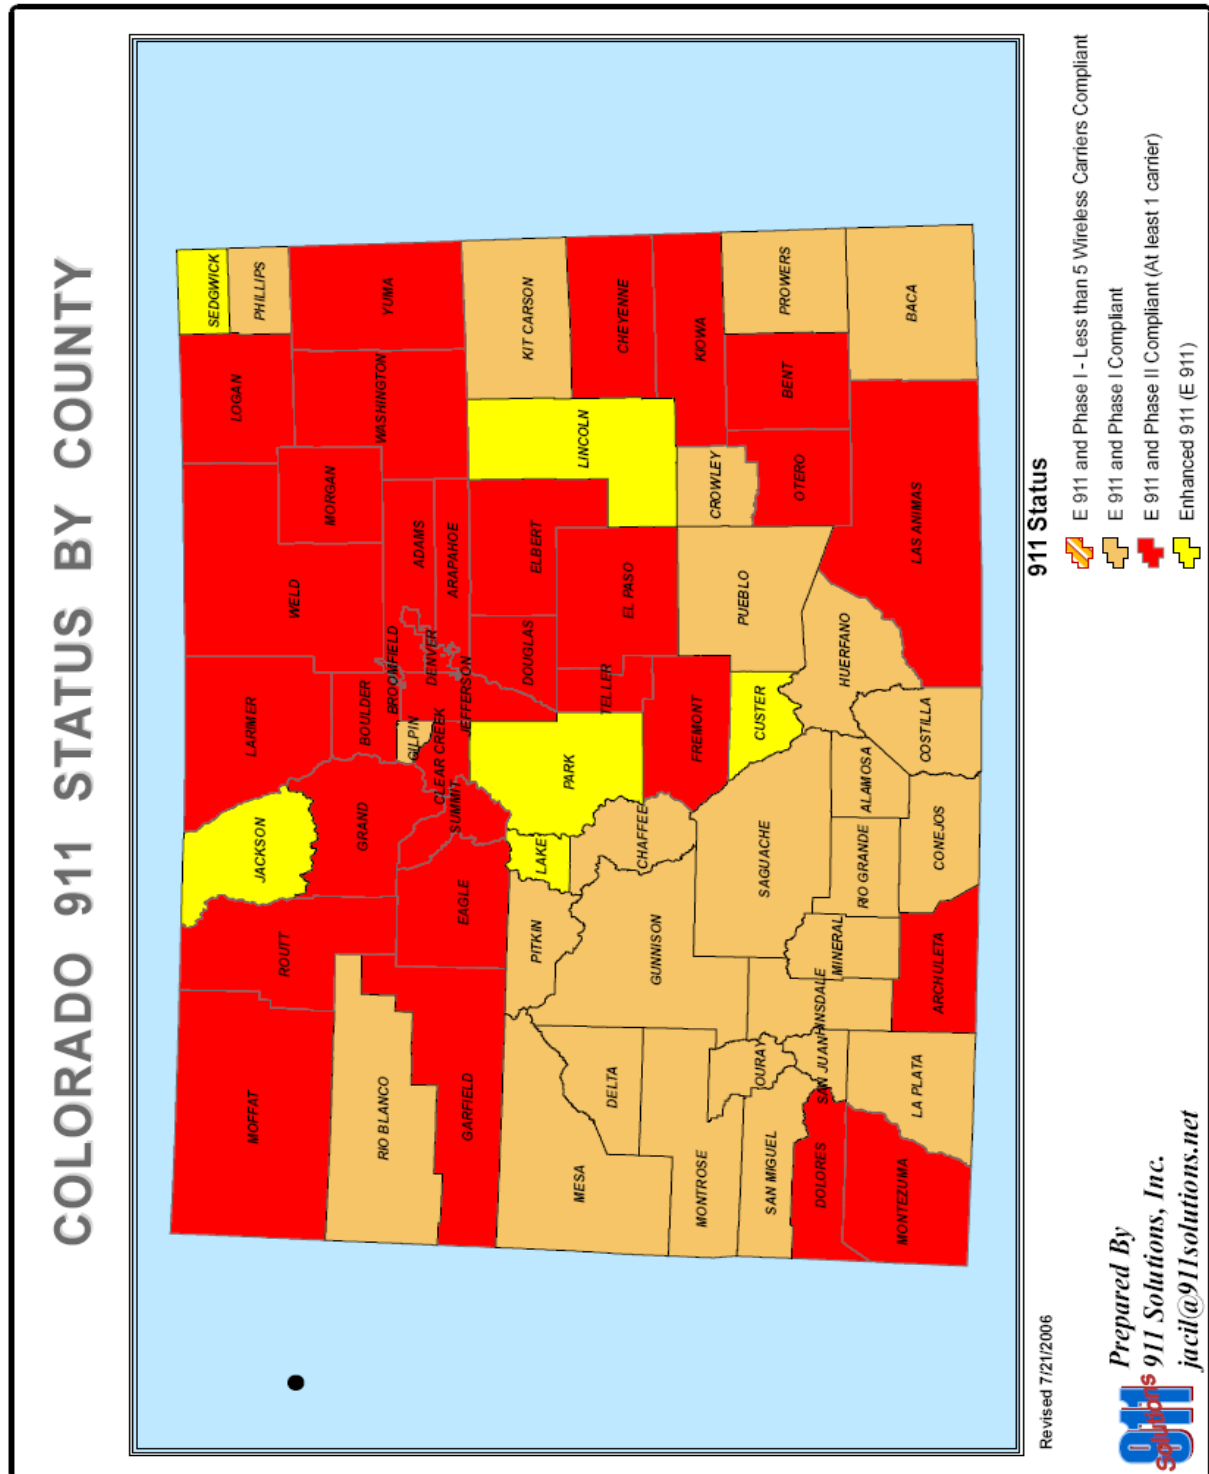 COLORADO 911 STATUS BY COUNTY
MOFFAT
ROUTT
JACKSON
LARIMER
WELD
LOGAN
SEDGWICK
PHILLIPS
MORGAN
WASHINGTON
YUMA
RIO BLANCO
GRAND
BOULDER
BROOMFIELD
GILPIN
ADAMS
DENVER
ARAPAHOE
CLEAR CREEK
JEFFERSON
SUMMIT
GARFIELD
EAGLE
PITKIN
LAKE
PARK
DOUGLAS
ELBERT
LINCOLN
KIT CARSON
MESA
DELTA
GUNNISON
CHAFFEE
TELLER
EL PASO
CHEYENNE
MONTROSE
FREMONT
KIOWA
SAN MIGUEL
OURAY
SAGUACHE
CUSTER
PUEBLO
CROWLEY
OTERO
BENT
PROWERS
DOLORES
SAN JUAN
HINSDALE
MINERAL
RIO GRANDE
ALAMOSA
HUERFANO
MONTEZUMA
LA PLATA
ARCHULETA
CONEJOS
COSTILLA
LAS ANIMAS
BACA
Revised 7/21/2006
911 Status
E 911 and Phase I - Less than 5 Wireless Carriers Compliant
E 911 and Phase I Compliant
E 911 and Phase II Compliant (At least 1 carrier)
Enhanced 911 (E 911)
911
Solutions
Prepared By
911 Solutions, Inc.
jacil@911solutions.net